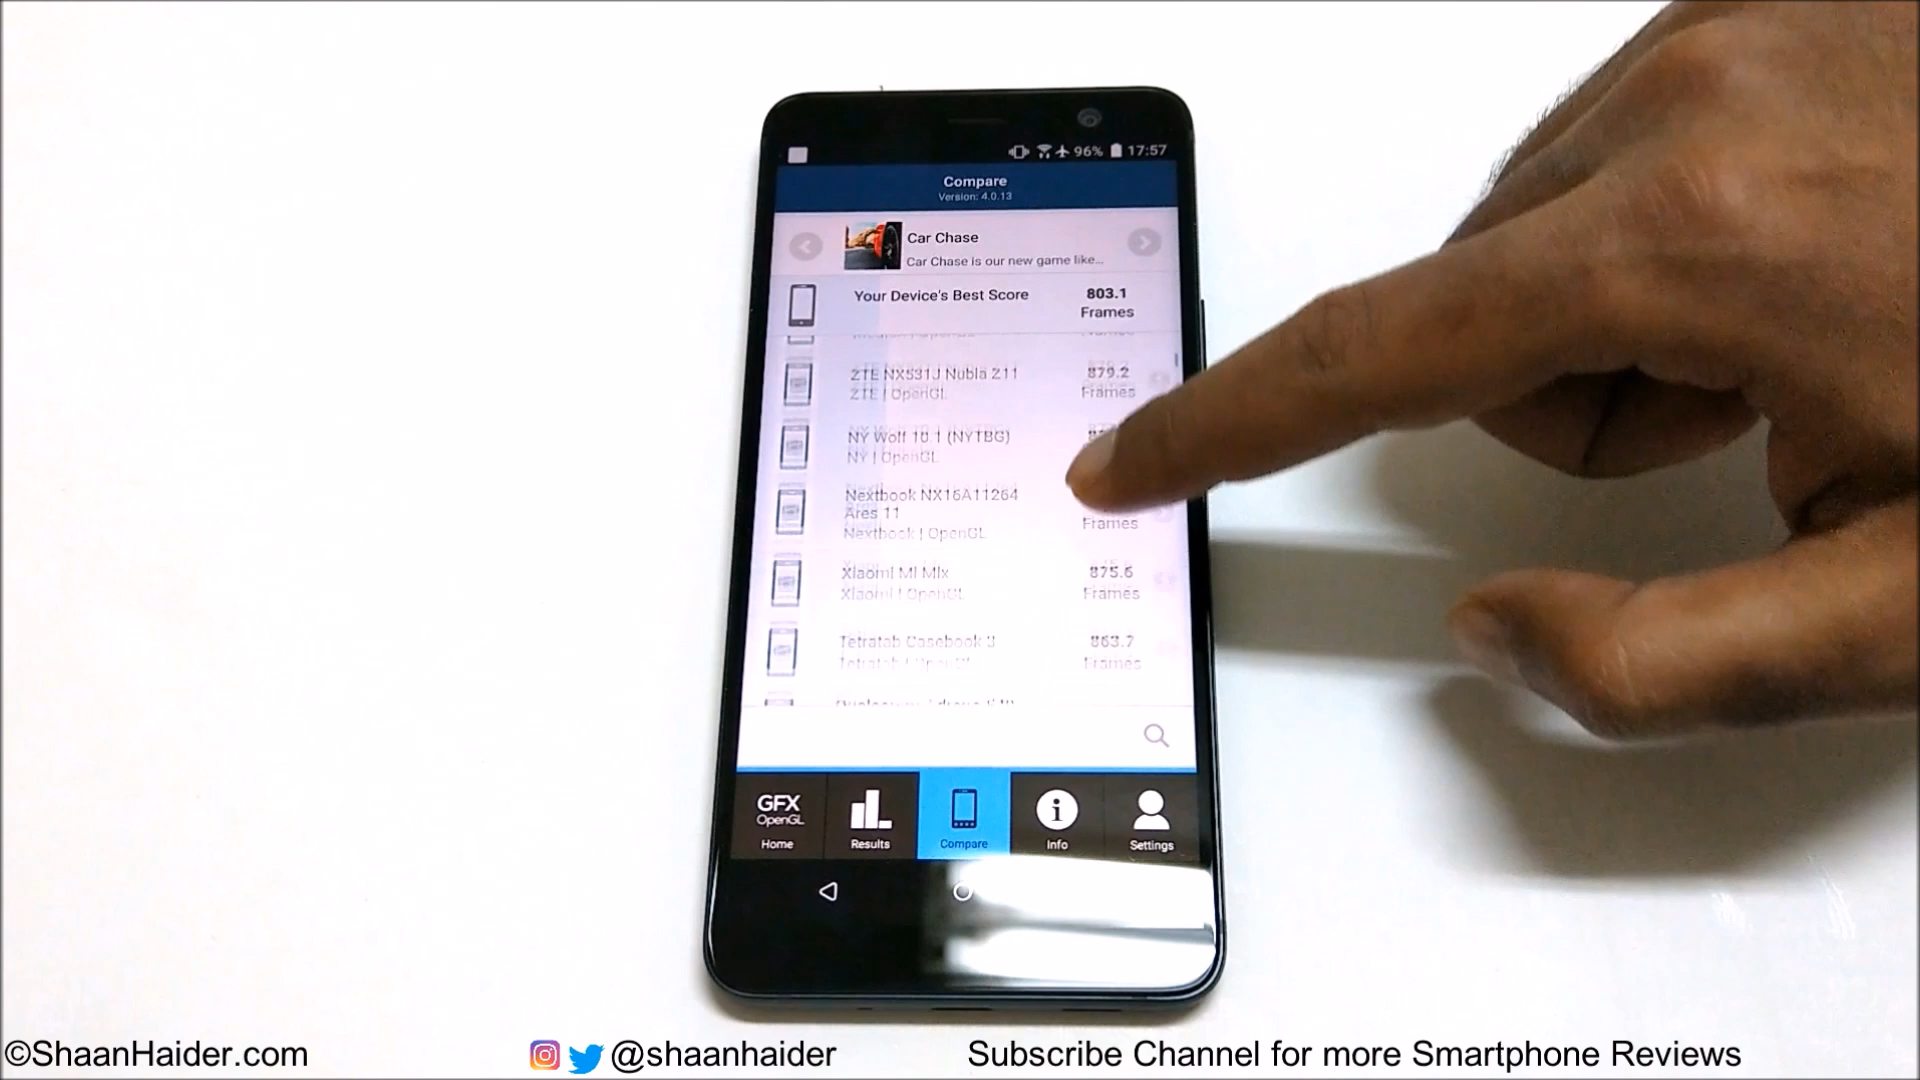 96% 17:57
Compare
Version: 4.0.13
Car Chase
Car Chase is our new game like...
Your Device's Best Score 803.1
Frames
ZTE NX531J Nubia Z11 879.2
ZTE | OpenGL Frames
NY Wolf 10.1 (NYTBG)
NY | OpenGL
Nextbook NX16A11264
Ares 11
Nextbook | OpenGL Frames
Xiaomi Mi Mix 875.6
Xiaomi | OpenGL Frames
Tetratab Casebook 3 863.7
Tetratab | OpenGL Frames
GFX
OpenGL
Home Results Compare Info Settings
©ShaanHaider.com @shaanhaider Subscribe Channel for more Smartphone Reviews